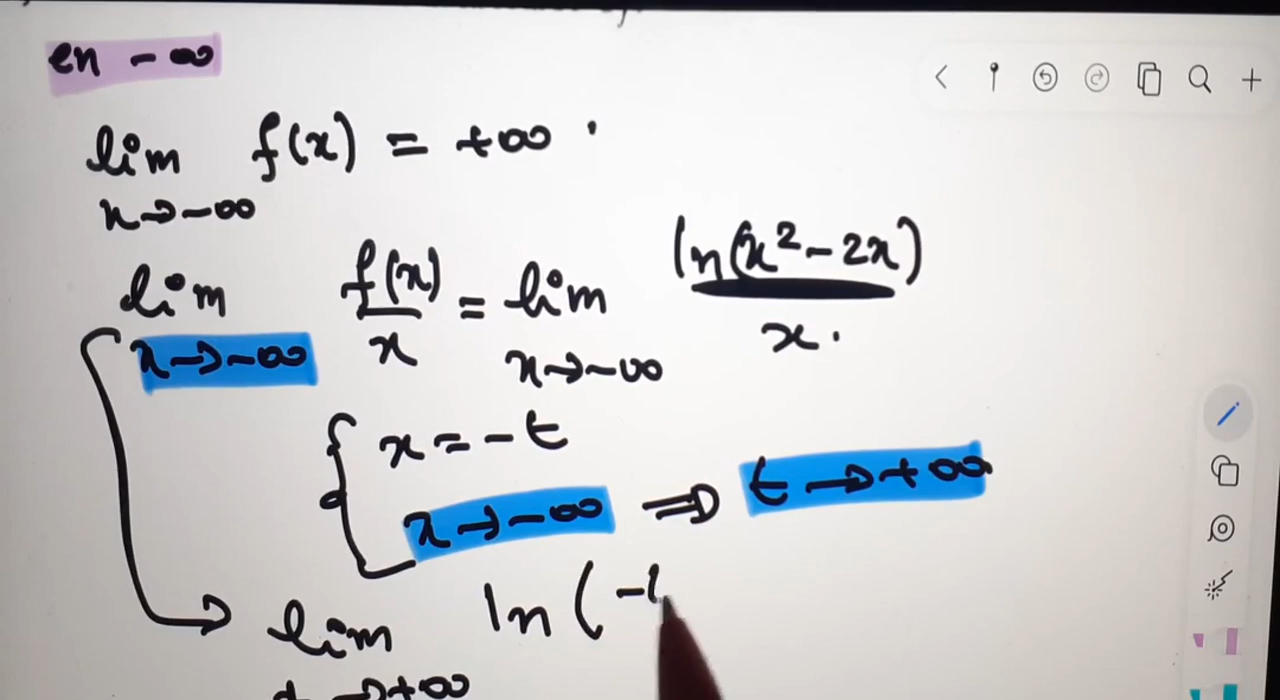 en -∞
lim f(x) = +∞.
x→-∞
lim f(x)/x = lim ln(x²-2x)/x.
x→-∞ x→-∞
{ x = -t
x→-∞ ⇒ t→+∞
lim ln(-t
t→+∞